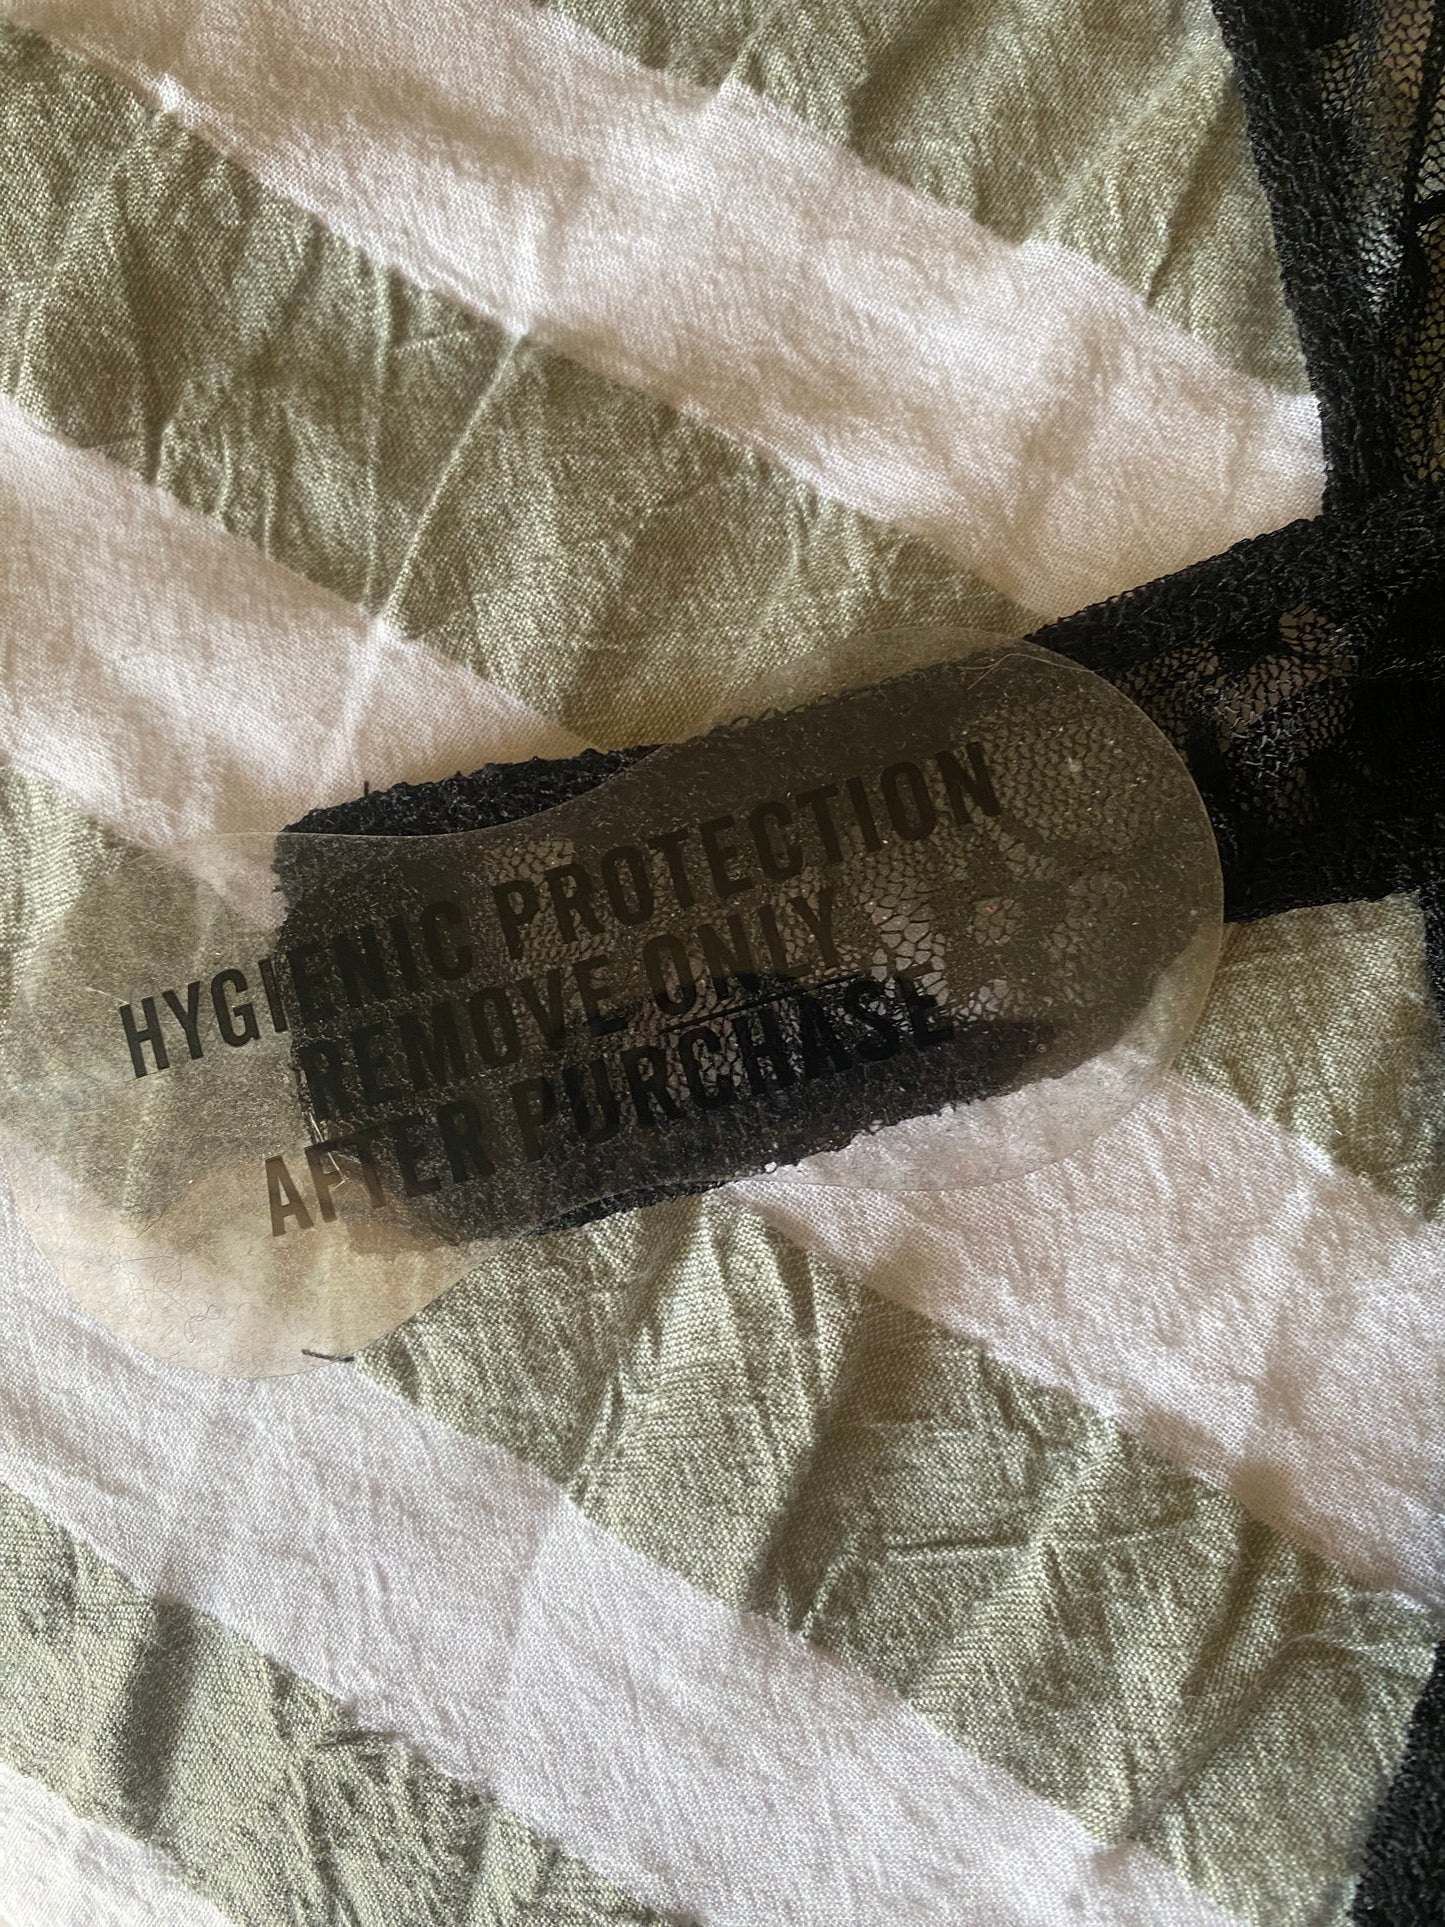 HYGIENIC PROTECTION
REMOVE ONLY
AFTER PURCHASE